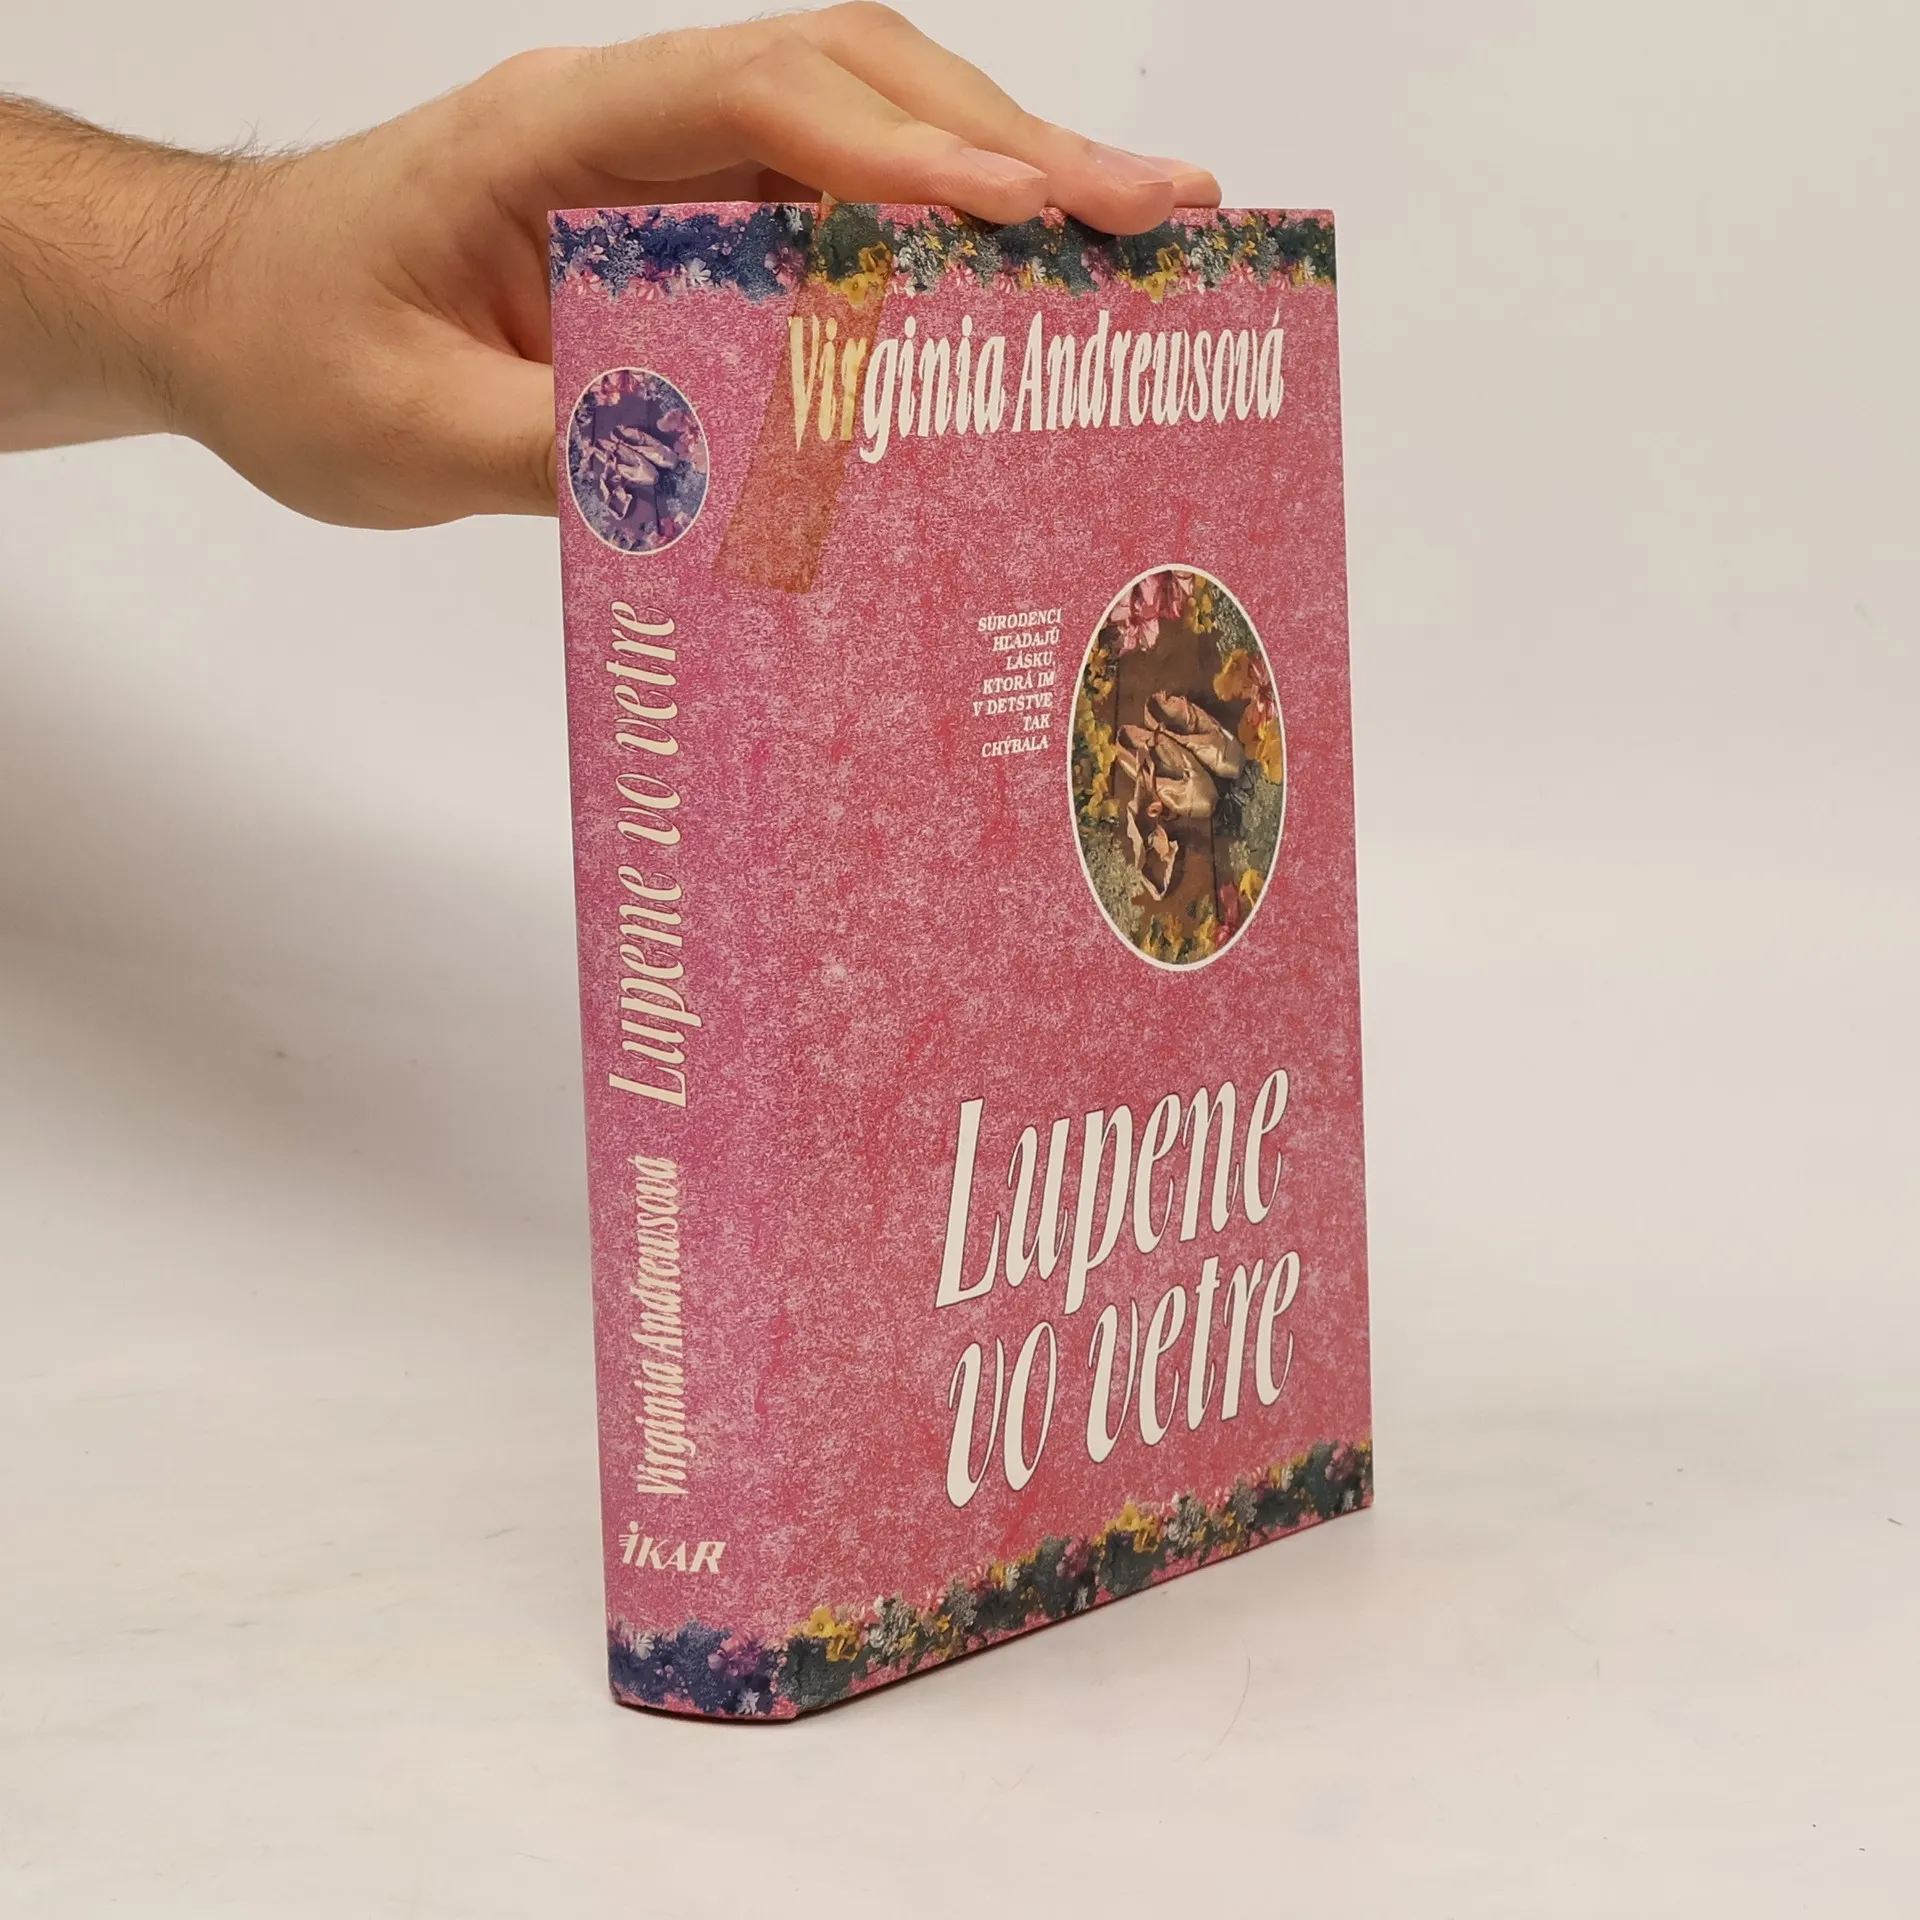 Virginia Andrewsová
SÚRODENCI
HĽADAJÚ
LÁSKU,
KTORÁ IM
V DETSTVE
TAK
CHÝBALA
Lupene
vo vetre
Virginia Andrewsová Lupene vo vetre
IKAR